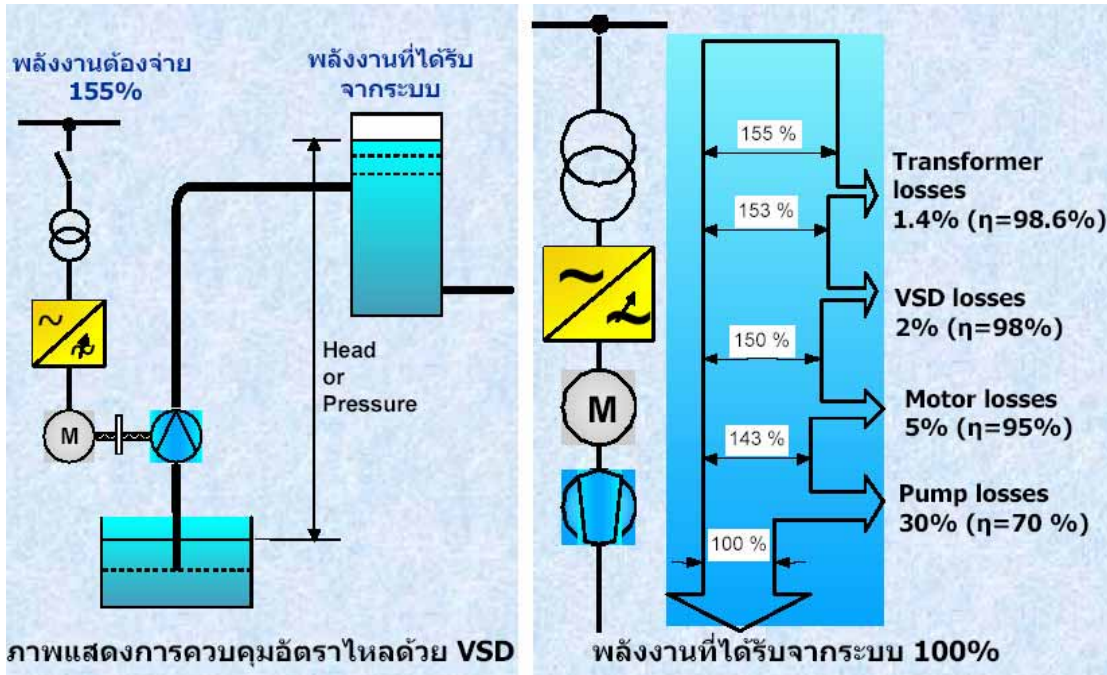 พลังงานต้องจ่าย
155%
พลังงานที่ได้รับ
จากระบบ
Head
or
Pressure
M
ภาพแสดงการควบคุมอัตราไหลด้วย VSD
155 %
Transformer
losses
1.4% (η=98.6%)
153 %
VSD losses
2% (η=98%)
150 %
M
Motor losses
5% (η=95%)
143 %
Pump losses
30% (η=70 %)
100 %
พลังงานที่ได้รับจากระบบ 100%